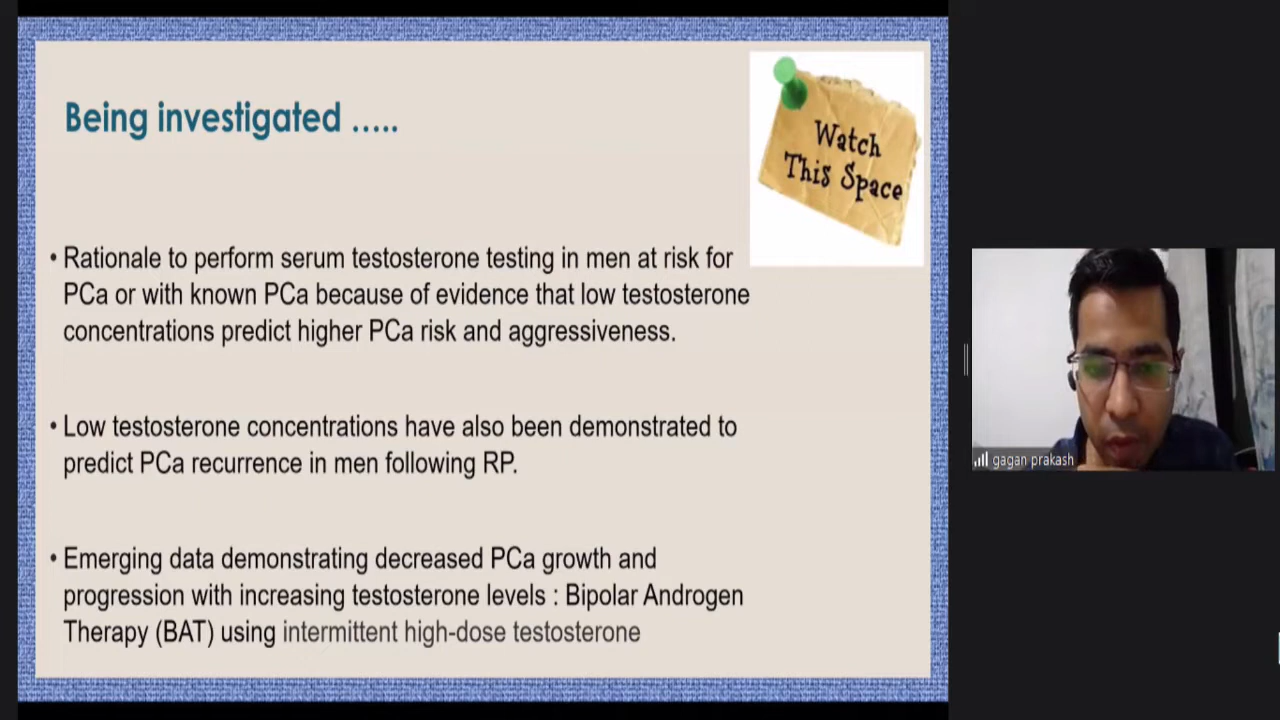 Being investigated .....
Watch
This Space
• Rationale to perform serum testosterone testing in men at risk for
PCa or with known PCa because of evidence that low testosterone
concentrations predict higher PCa risk and aggressiveness.
• Low testosterone concentrations have also been demonstrated to
predict PCa recurrence in men following RP.
• Emerging data demonstrating decreased PCa growth and
progression with increasing testosterone levels : Bipolar Androgen
Therapy (BAT) using intermittent high-dose testosterone
gagan prakash